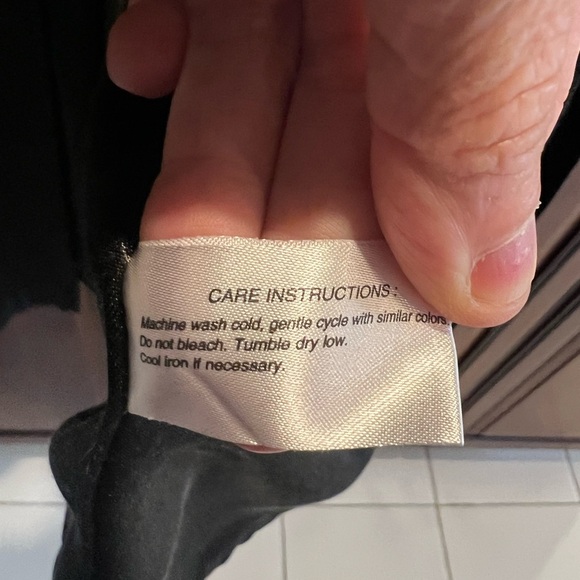 CARE INSTRUCTIONS:
Machine wash cold, gentle cycle with similar colors.
Do not bleach. Tumble dry low.
Cool iron if necessary.